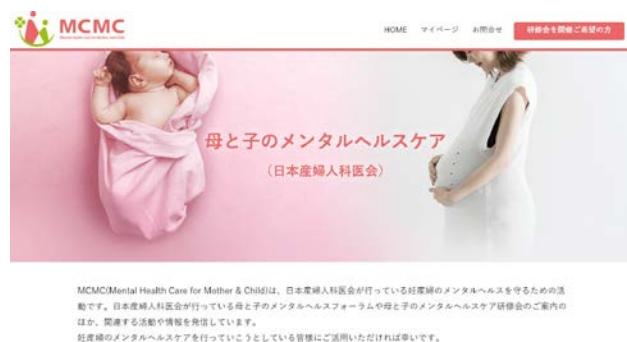 MCMC
Mental Health Care for Mother and Child
HOME マイページ お問合せ 研修会を開催ご希望の方
母と子のメンタルヘルスケア
(日本産婦人科医会)
MCMC(Mental Health Care for Mother & Child)は、日本産婦人科医会が行っている妊産婦のメンタルヘルスを守るための活
動です。日本産婦人科医会が行っている母と子のメンタルヘルスフォーラムや母と子のメンタルヘルスケア研修会のご案内の
ほか、関連する活動や情報を発信しています。
妊産婦のメンタルヘルスケアを行っていこうとしている皆様にご活用いただければ幸いです。